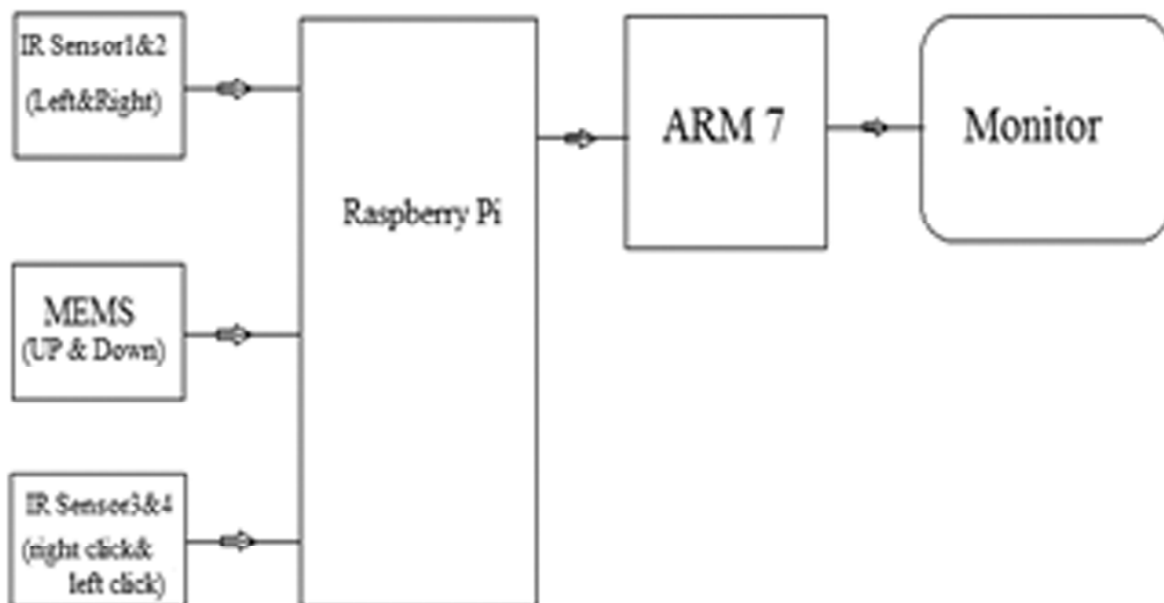 IR Sensor1&2
(Left&Right)
MEMS
(UP & Down)
IR Sensor3&4
(right click&
left click)
Raspberry Pi
ARM 7
Monitor